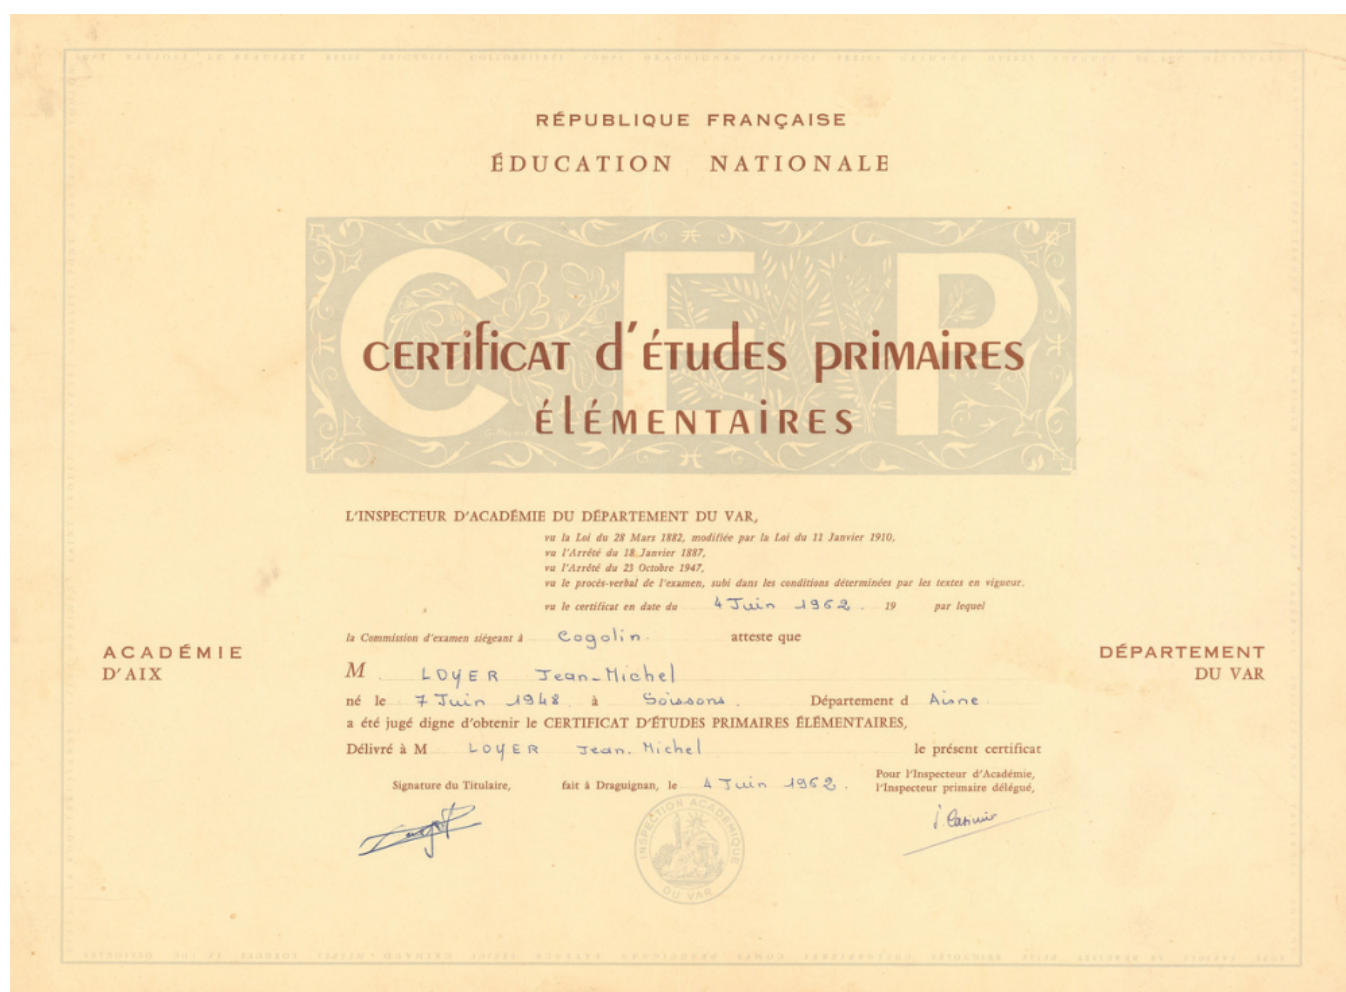 RÉPUBLIQUE FRANÇAISE
ÉDUCATION NATIONALE
CEP
CERTIFICAT d'ÉTUDES PRIMAIRES
ÉLÉMENTAIRES
L'INSPECTEUR D'ACADÉMIE DU DÉPARTEMENT DU VAR,
vu la Loi du 28 Mars 1882, modifiée par la Loi du 11 Janvier 1910,
vu l'Arrêté du 18 Janvier 1887,
vu l'Arrêté du 23 Octobre 1947,
vu le procès-verbal de l'examen, subi dans les conditions déterminées par les textes en vigueur.
vu le certificat en date du 4 Juin 1962. 19 par lequel
la Commission d'examen siégeant à Cogolin. atteste que
ACADÉMIE
D'AIX
DÉPARTEMENT
DU VAR
M. LOYER Jean-Michel
né le 7 Juin 1948 à Soissons. Département d Aisne
a été jugé digne d'obtenir le CERTIFICAT D'ÉTUDES PRIMAIRES ÉLÉMENTAIRES,
Délivré à M LOYER Jean-Michel le présent certificat
Signature du Titulaire,
fait à Draguignan, le 4 Juin 1962.
Pour l'Inspecteur d'Académie,
l'Inspecteur primaire délégué,
INSPECTION ACADÉMIQUE
DU VAR